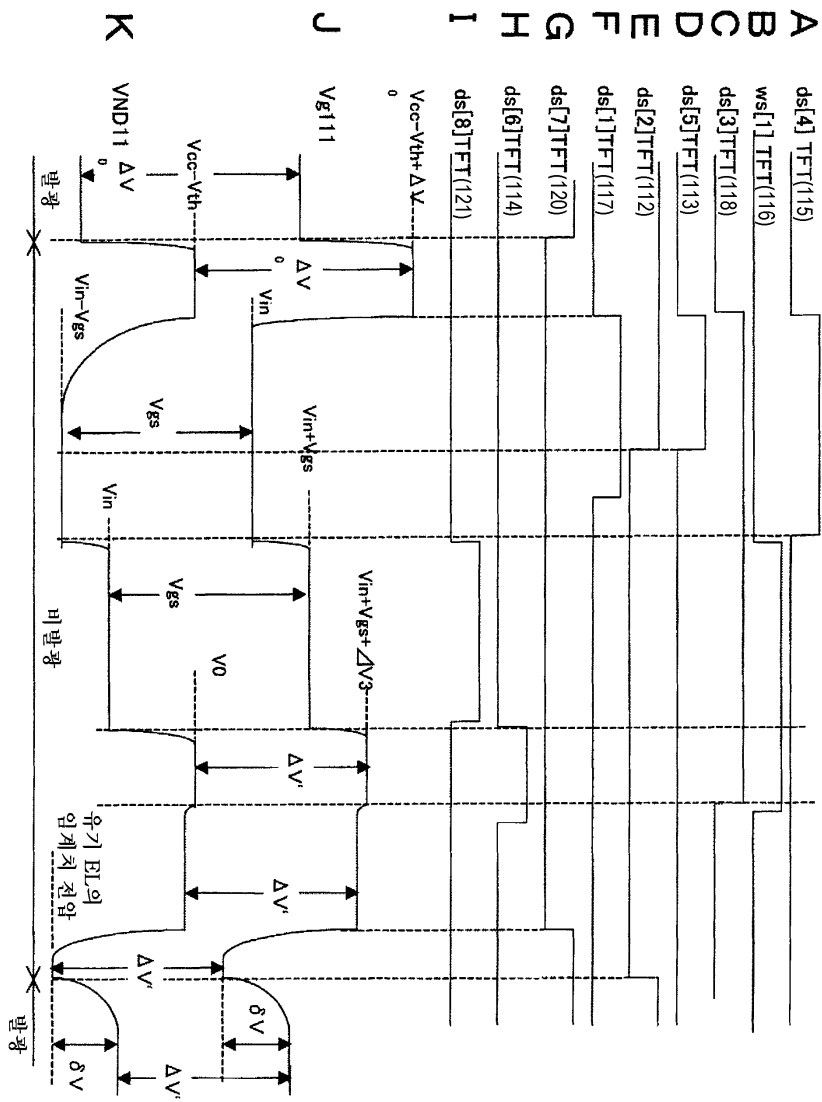 A ds[4] TFT(115)
B ws[1] TFT(116)
C ds[3]TFT(118)
D ds[5]TFT(113)
E ds[2]TFT(112)
F ds[1]TFT(117)
G ds[7]TFT(120)
H ds[6]TFT(114)
I ds[8]TFT(121)
J Vg111
Vcc-Vth+ΔV0
ΔV0
Vin
Vin+Vgs
Vin+Vgs+ΔV3
ΔV'
ΔV'
δV
K VND11
ΔV0
Vcc-Vth
Vin-Vgs
Vgs
Vin
Vgs
V0
유기 EL의
임계치 전압
ΔV'
δV
ΔV'
발광
비발광
발광